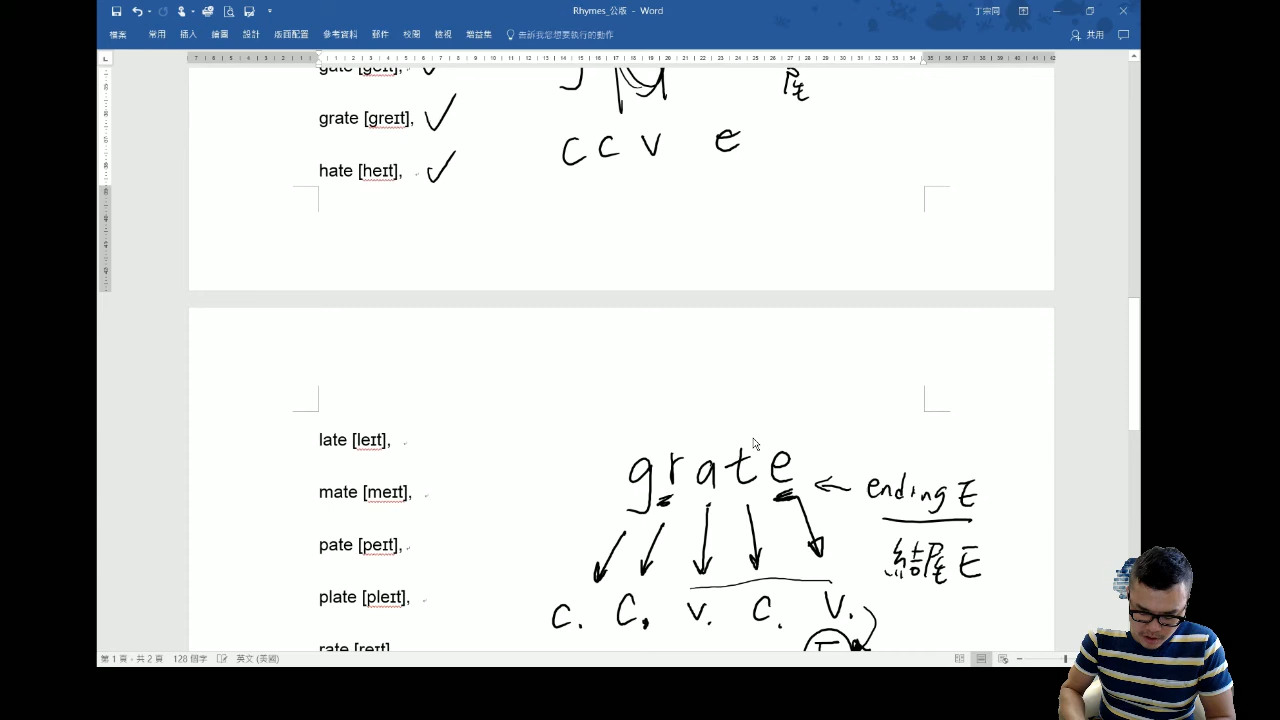 Rhymes_公版 - Word
丁宗岡
檔案 常用 插入 繪圖 設計 版面配置 參考資料 郵件 校閱 檢視 增益集 告訴我您想要執行的動作 共用
grate [greɪt],
C C V e
hate [heɪt],
late [leɪt],
mate [meɪt],
pate [peɪt],
plate [pleɪt],
rate [reɪt]
grate
ending E
結尾 E
C. C. V. C. V.
第 1 頁，共 2 頁 128 個字 英文 (美國)